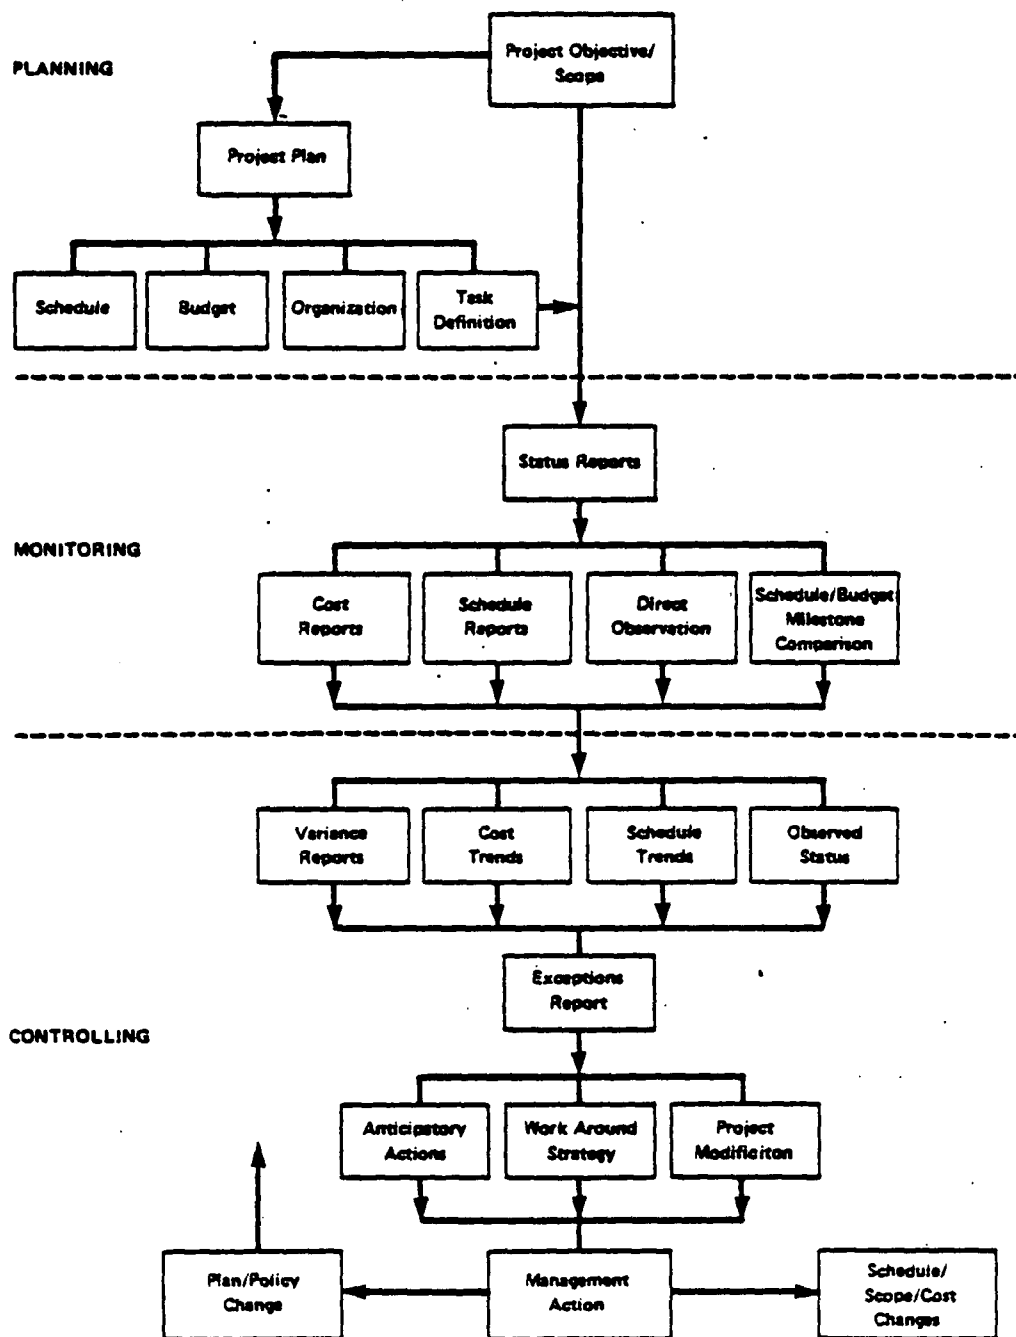 Project Objective/
Scope
PLANNING
Project Plan
Schedule
Budget
Organization
Task
Definition
Status Reports
MONITORING
Cost
Reports
Schedule
Reports
Direct
Observation
Schedule/Budget
Milestone
Comparison
Variance
Reports
Cost
Trends
Schedule
Trends
Observed
Status
Exceptions
Report
CONTROLLING
Anticipatory
Actions
Work Around
Strategy
Project
Modificiton
Plan/Policy
Change
Management
Action
Schedule/
Scope/Cost
Changes